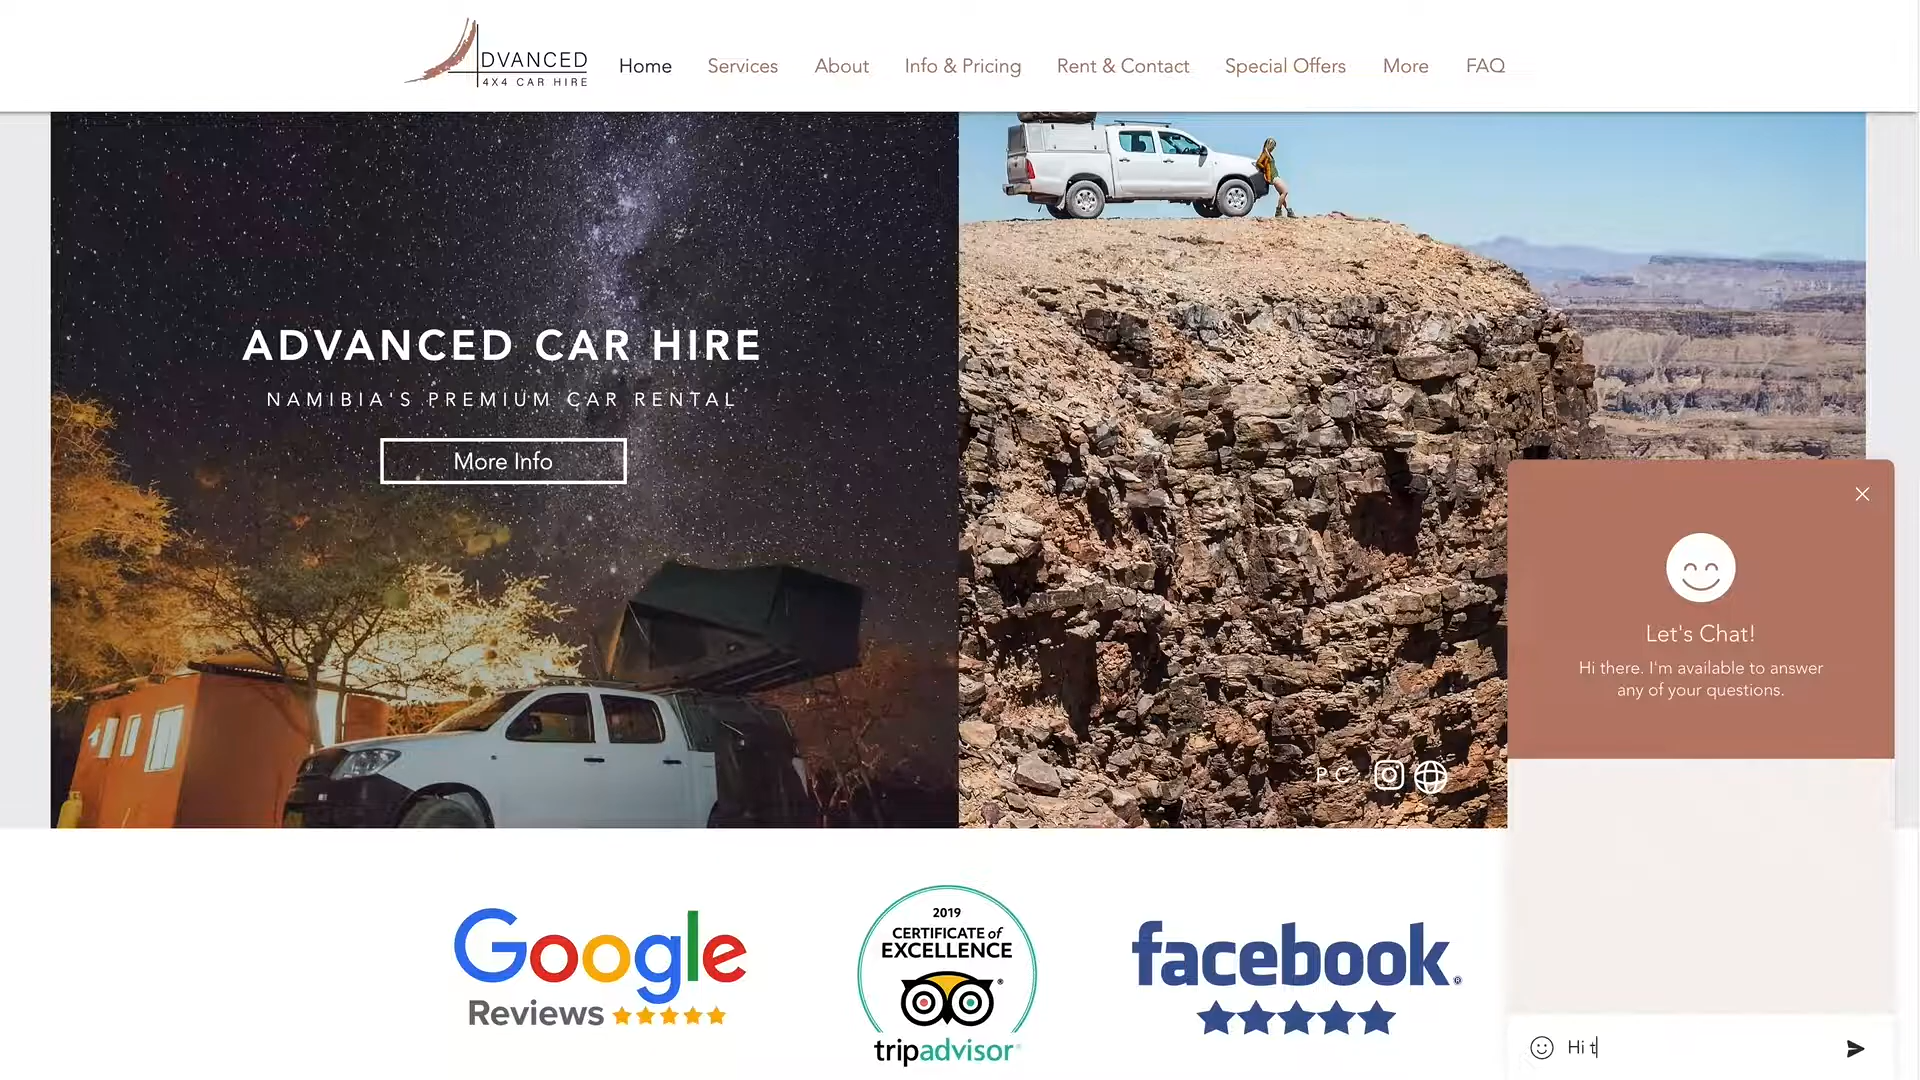 DVANCED
4X4 CAR HIRE
Home
Services
About
Info & Pricing
Rent & Contact
Special Offers
More
FAQ
ADVANCED CAR HIRE
NAMIBIA'S PREMIUM CAR RENTAL
More Info
PC
Let's Chat!
Hi there. I'm available to answer
any of your questions.
Google
Reviews
2019
CERTIFICATE of
EXCELLENCE
tripadvisor
facebook
Hi t